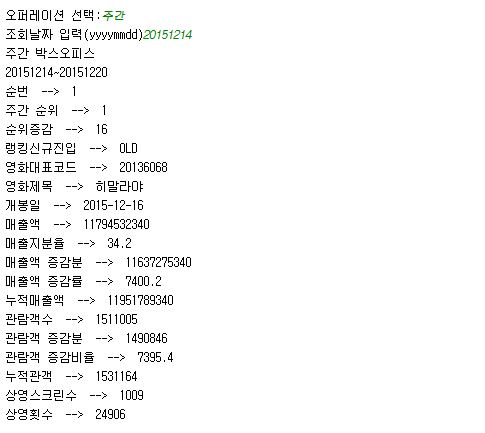 오퍼레이션 선택:주간
조회날짜 입력(yyyymmdd)20151214
주간 박스오피스
20151214~20151220
순번 --> 1
주간 순위 --> 1
순위증감 --> 16
랭킹신규진입 --> OLD
영화대표코드 --> 20136068
영화제목 --> 히말라야
개봉일 --> 2015-12-16
매출액 --> 11794532340
매출지분율 --> 34.2
매출액 증감분 --> 11637275340
매출액 증감률 --> 7400.2
누적매출액 --> 11951789340
관람객수 --> 1511005
관람객 증감분 --> 1490846
관람객 증감비율 --> 7395.4
누적관객 --> 1531164
상영스크린수 --> 1009
상영횟수 --> 24906